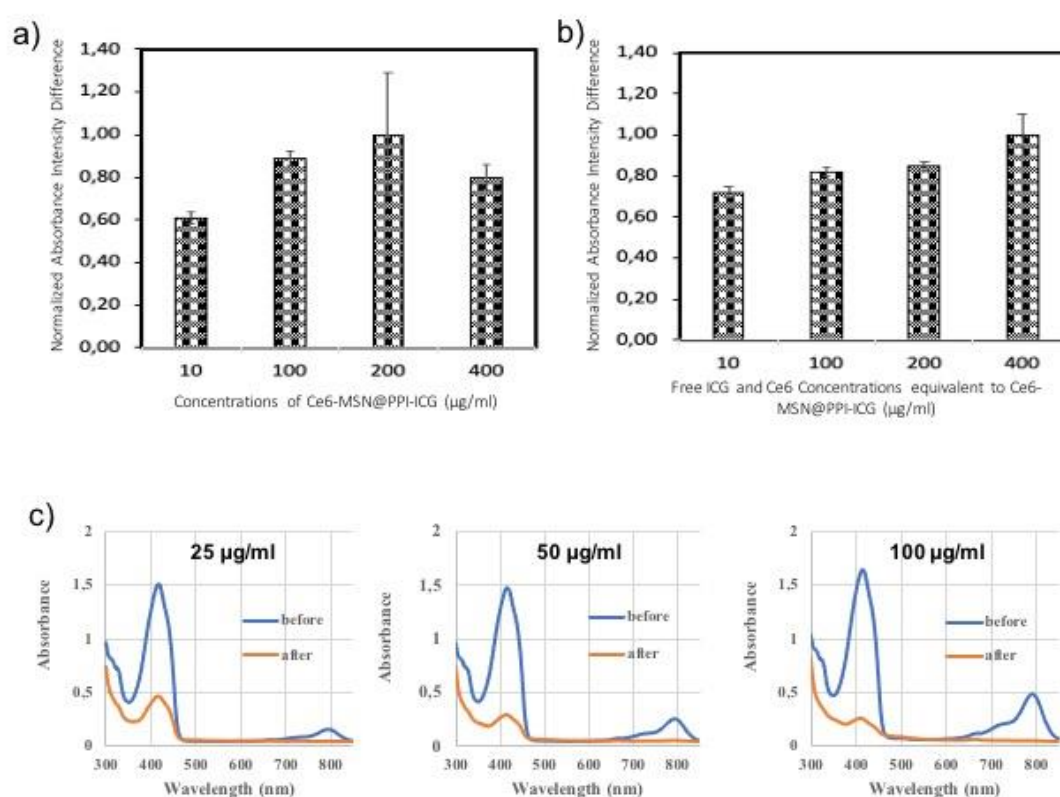 a)
Normalized Absorbance Intensity Difference
1,40
1,20
1,00
0,80
0,60
0,40
0,20
0,00
10 100 200 400
Concentrations of Ce6-MSN@PPI-ICG (µg/ml)
b)
Normalized Absorbance Intensity Difference
1,40
1,20
1,00
0,80
0,60
0,40
0,20
0,00
10 100 200 400
Free ICG and Ce6 Concentrations equivalent to Ce6-
MSN@PPI-ICG (µg/ml)
c)
25 µg/ml
Absorbance
2
1.5
1
0.5
0
before
after
300 400 500 600 700 800
Wavelength (nm)
50 µg/ml
Absorbance
2
1.5
1
0.5
0
before
after
300 400 500 600 700 800
Wavelength (nm)
100 µg/ml
Absorbance
2
1.5
1
0.5
0
before
after
300 400 500 600 700 800
Wavelength (nm)